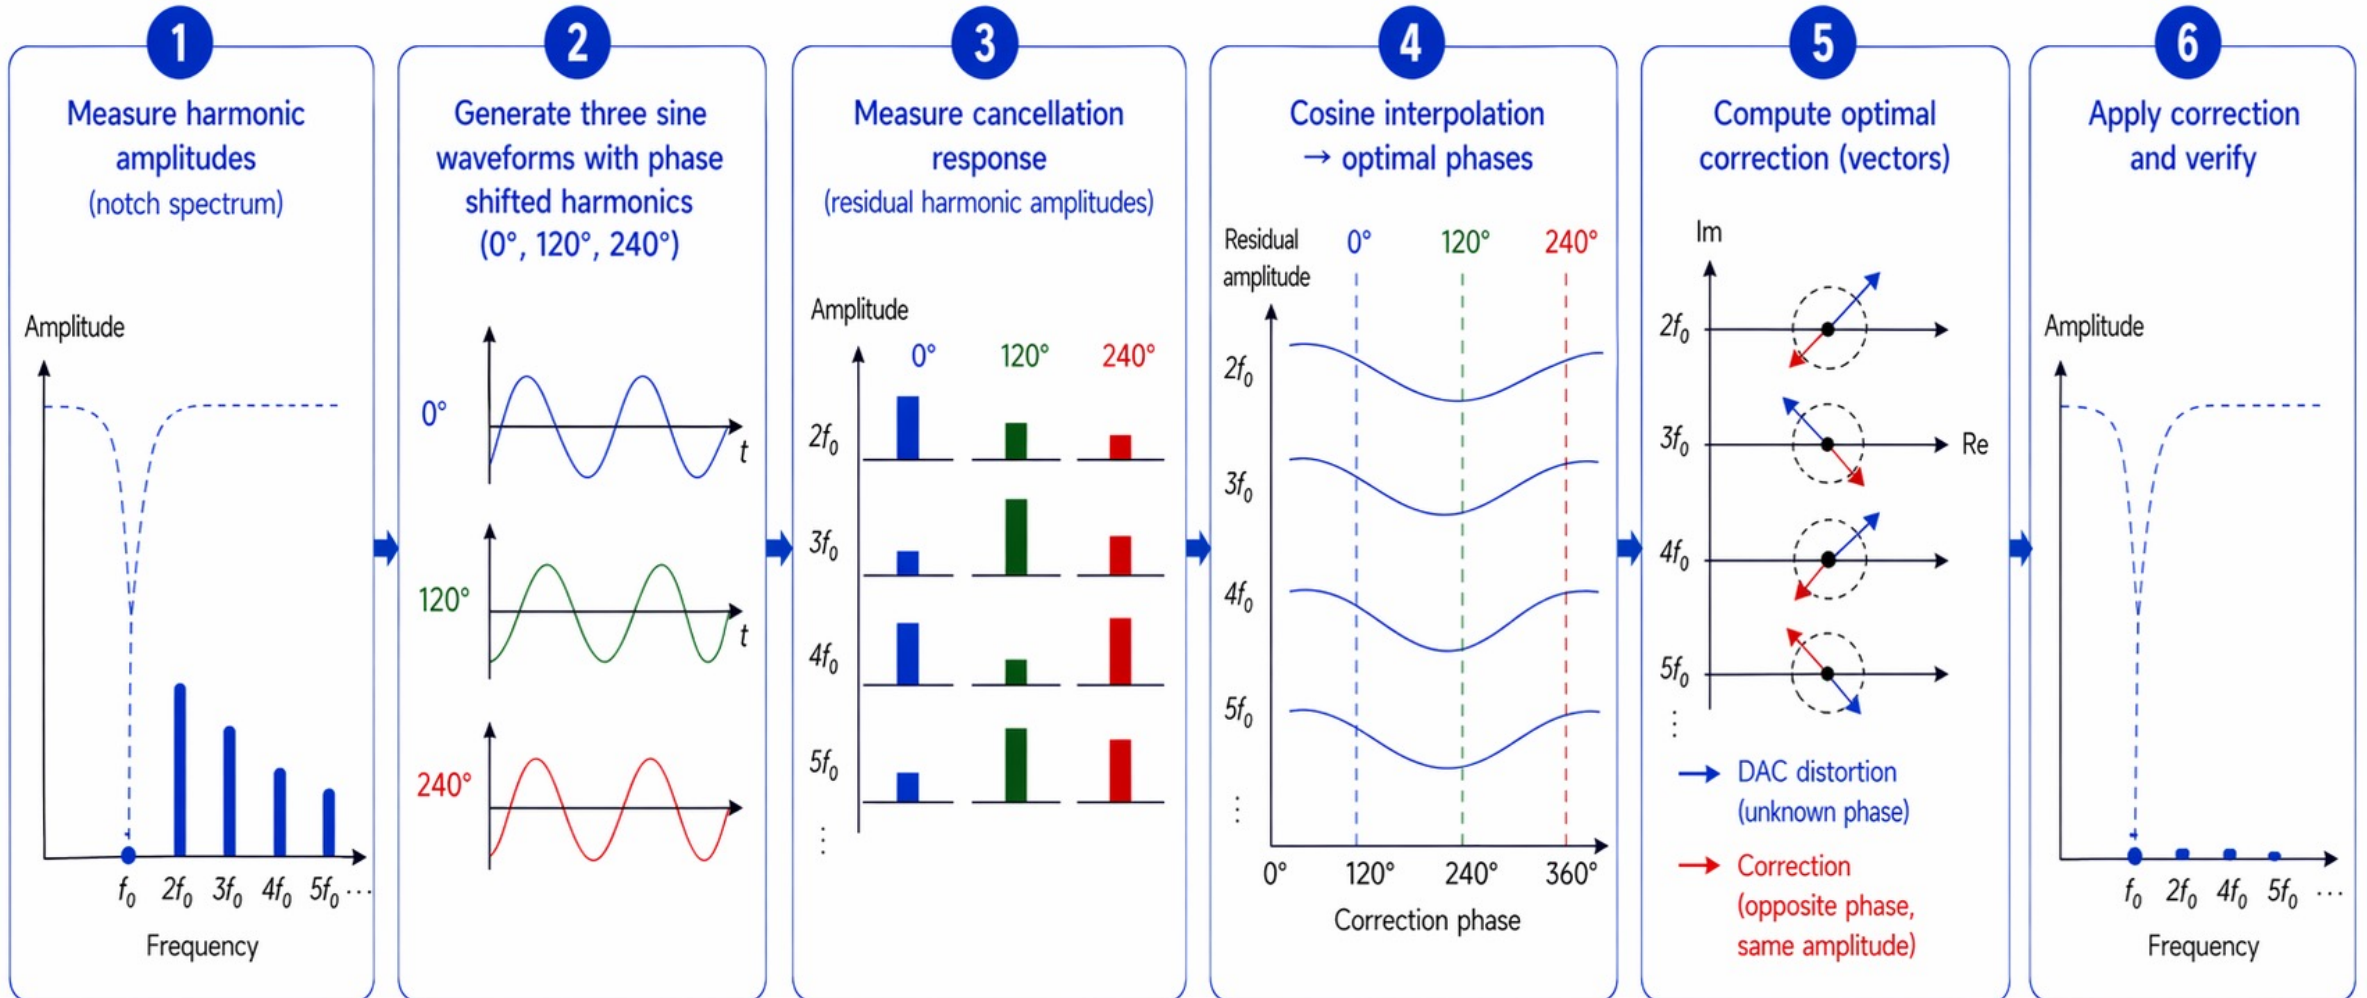 1
Measure harmonic
amplitudes
(notch spectrum)
Amplitude
f₀ 2f₀ 3f₀ 4f₀ 5f₀ ...
Frequency
2
Generate three sine
waveforms with phase
shifted harmonics
(0°, 120°, 240°)
0°
t
120°
t
240°
3
Measure cancellation
response
(residual harmonic amplitudes)
Amplitude
0° 120° 240°
2f₀
3f₀
4f₀
5f₀
⋮
4
Cosine interpolation
→ optimal phases
Residual
amplitude
0° 120° 240°
2f₀
3f₀
4f₀
5f₀
⋮
0° 120° 240° 360°
Correction phase
5
Compute optimal
correction (vectors)
Im
2f₀
3f₀ Re
4f₀
5f₀
⋮
DAC distortion
(unknown phase)
Correction
(opposite phase,
same amplitude)
6
Apply correction
and verify
Amplitude
f₀ 2f₀ 4f₀ 5f₀ ...
Frequency